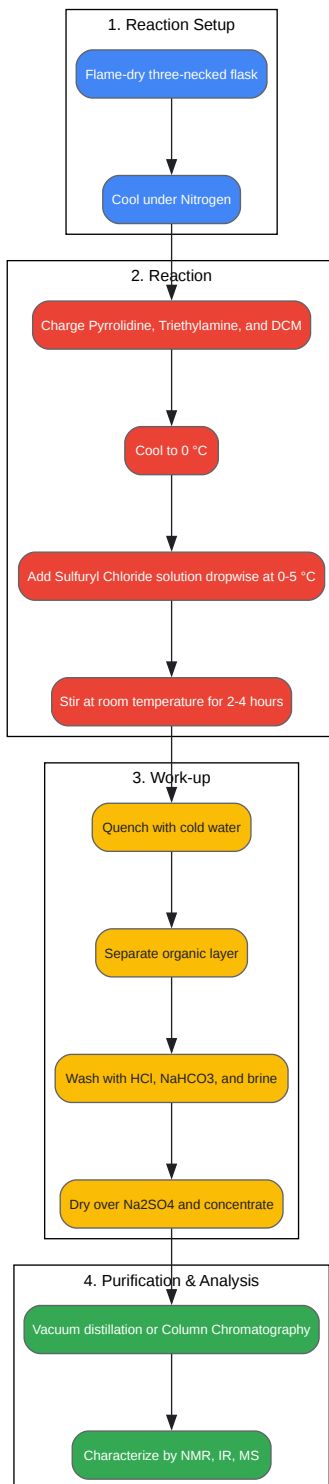 1. Reaction Setup
Flame-dry three-necked flask
Cool under Nitrogen
2. Reaction
Charge Pyrrolidine, Triethylamine, and DCM
Cool to 0 °C
Add Sulfuryl Chloride solution dropwise at 0-5 °C
Stir at room temperature for 2-4 hours
3. Work-up
Quench with cold water
Separate organic layer
Wash with HCl, NaHCO3, and brine
Dry over Na2SO4 and concentrate
4. Purification & Analysis
Vacuum distillation or Column Chromatography
Characterize by NMR, IR, MS